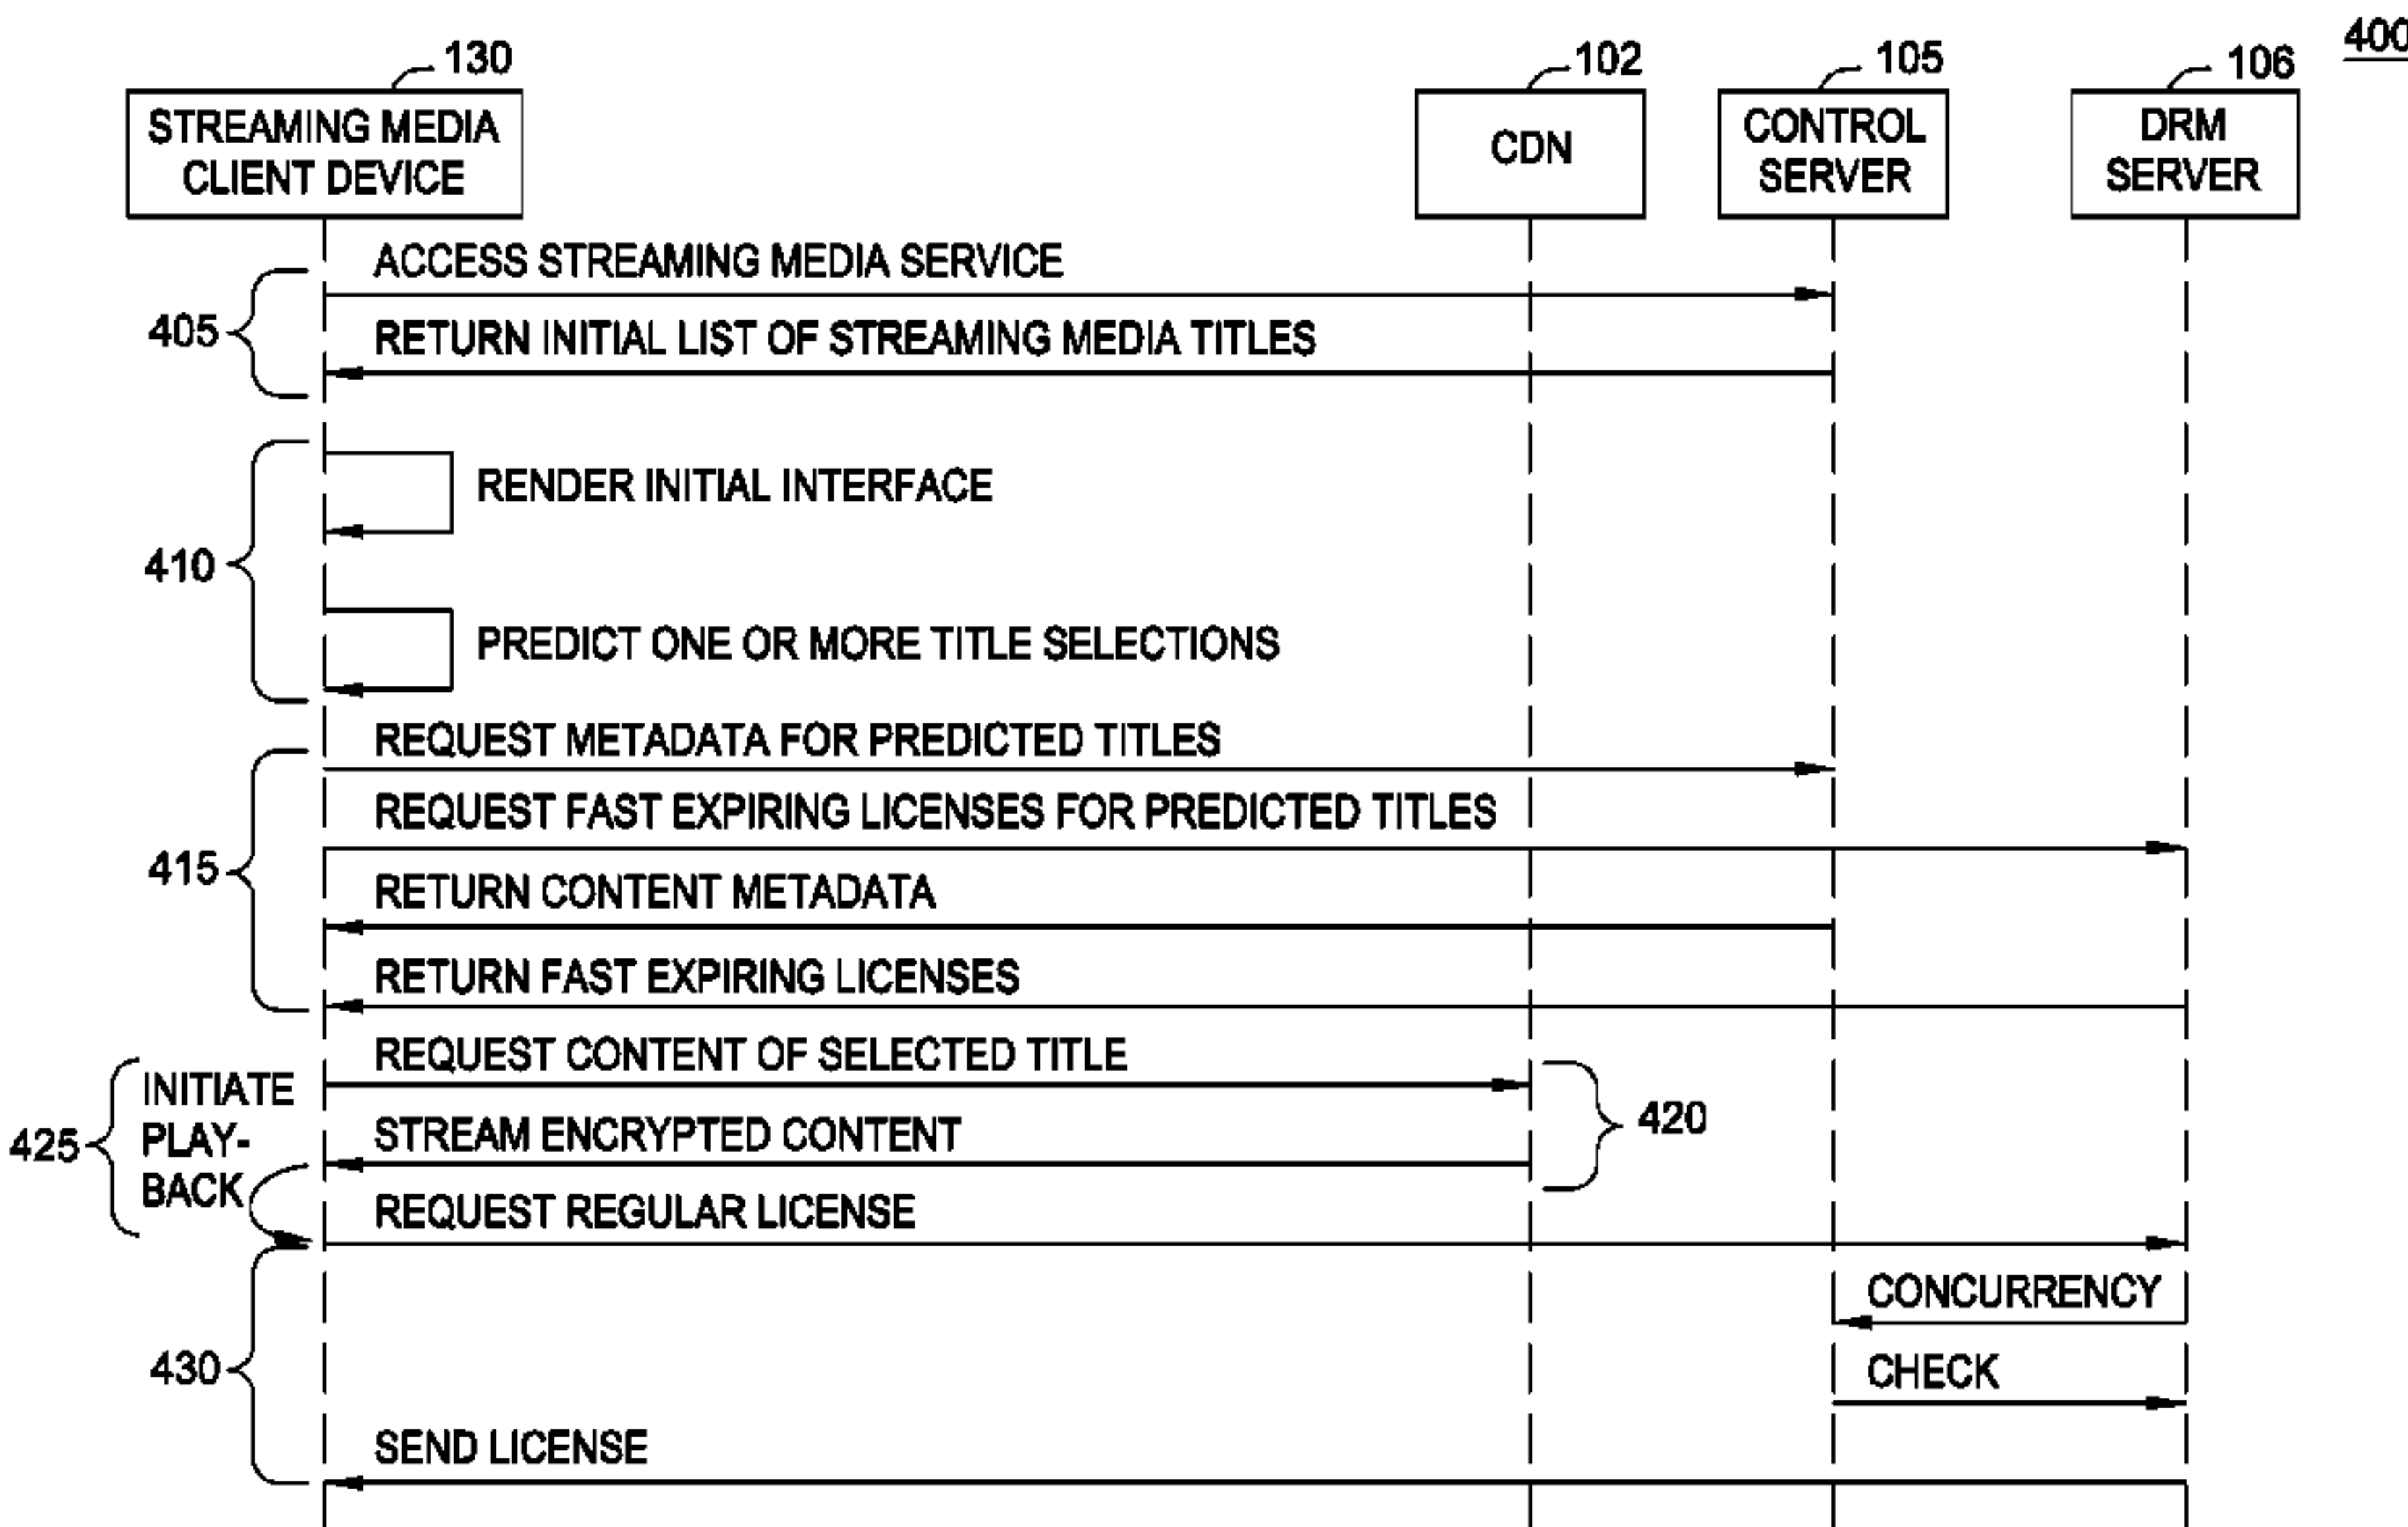 400
130
102
105
106
STREAMING MEDIA
CLIENT DEVICE
CDN
CONTROL
SERVER
DRM
SERVER
ACCESS STREAMING MEDIA SERVICE
405
RETURN INITIAL LIST OF STREAMING MEDIA TITLES
RENDER INITIAL INTERFACE
410
PREDICT ONE OR MORE TITLE SELECTIONS
REQUEST METADATA FOR PREDICTED TITLES
REQUEST FAST EXPIRING LICENSES FOR PREDICTED TITLES
415
RETURN CONTENT METADATA
RETURN FAST EXPIRING LICENSES
REQUEST CONTENT OF SELECTED TITLE
425
INITIATE
PLAY-
BACK
420
STREAM ENCRYPTED CONTENT
REQUEST REGULAR LICENSE
CONCURRENCY
430
CHECK
SEND LICENSE